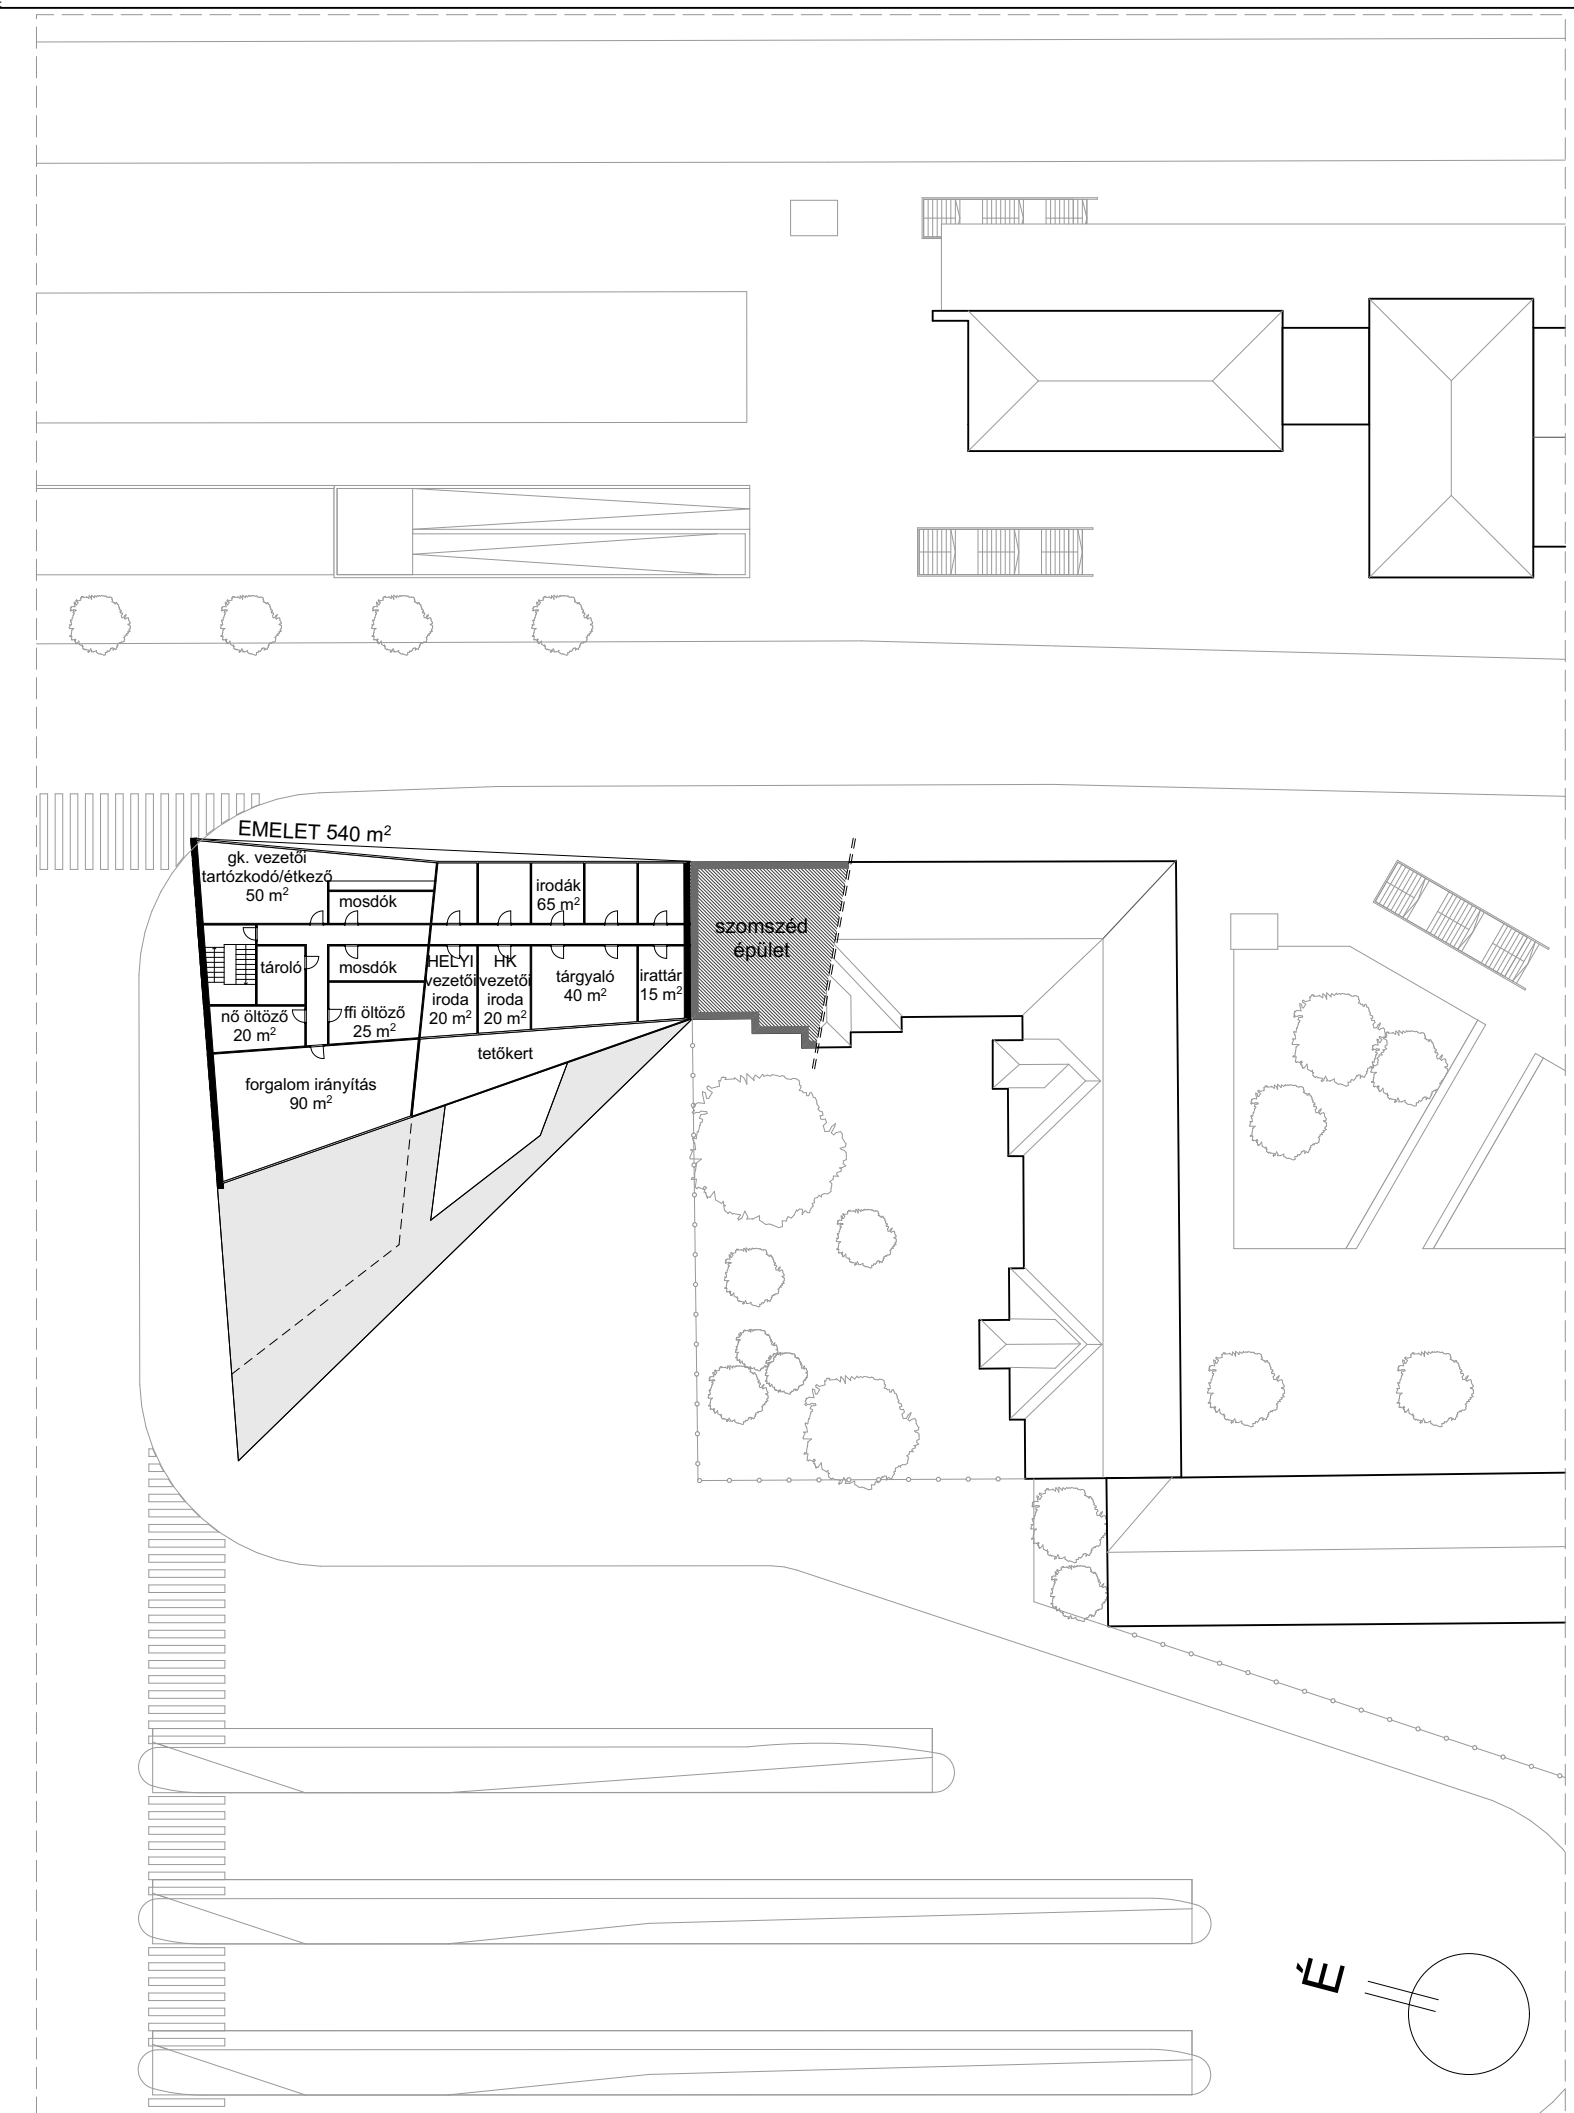 EMELET 540 m²
gk. vezetői
tartózkodó/étkező
50 m²
mosdók
irodák
65 m²
szomszéd
épület
tároló
mosdók
HELYI
vezetői
iroda
20 m²
HK
vezetői
iroda
20 m²
tárgyaló
40 m²
irattár
15 m²
nő öltöző
20 m²
ffi öltöző
25 m²
tetőkert
forgalom irányítás
90 m²
É